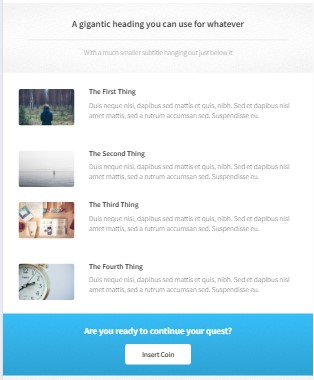 A gigantic heading you can use for whatever
With a much smaller subtitle hanging out just below it
The First Thing
Duis neque nisi, dapibus sed mattis et quis, nibh. Sed et dapibus nisl
amet mattis, sed a rutrum accumsan sed. Suspendisse eu.
The Second Thing
Duis neque nisi, dapibus sed mattis et quis, nibh. Sed et dapibus nisl
amet mattis, sed a rutrum accumsan sed. Suspendisse eu.
The Third Thing
Duis neque nisi, dapibus sed mattis et quis, nibh. Sed et dapibus nisl
amet mattis, sed a rutrum accumsan sed. Suspendisse eu.
The Fourth Thing
Duis neque nisi, dapibus sed mattis et quis, nibh. Sed et dapibus nisl
amet mattis, sed a rutrum accumsan sed. Suspendisse eu.
Are you ready to continue your quest?
Insert Coin